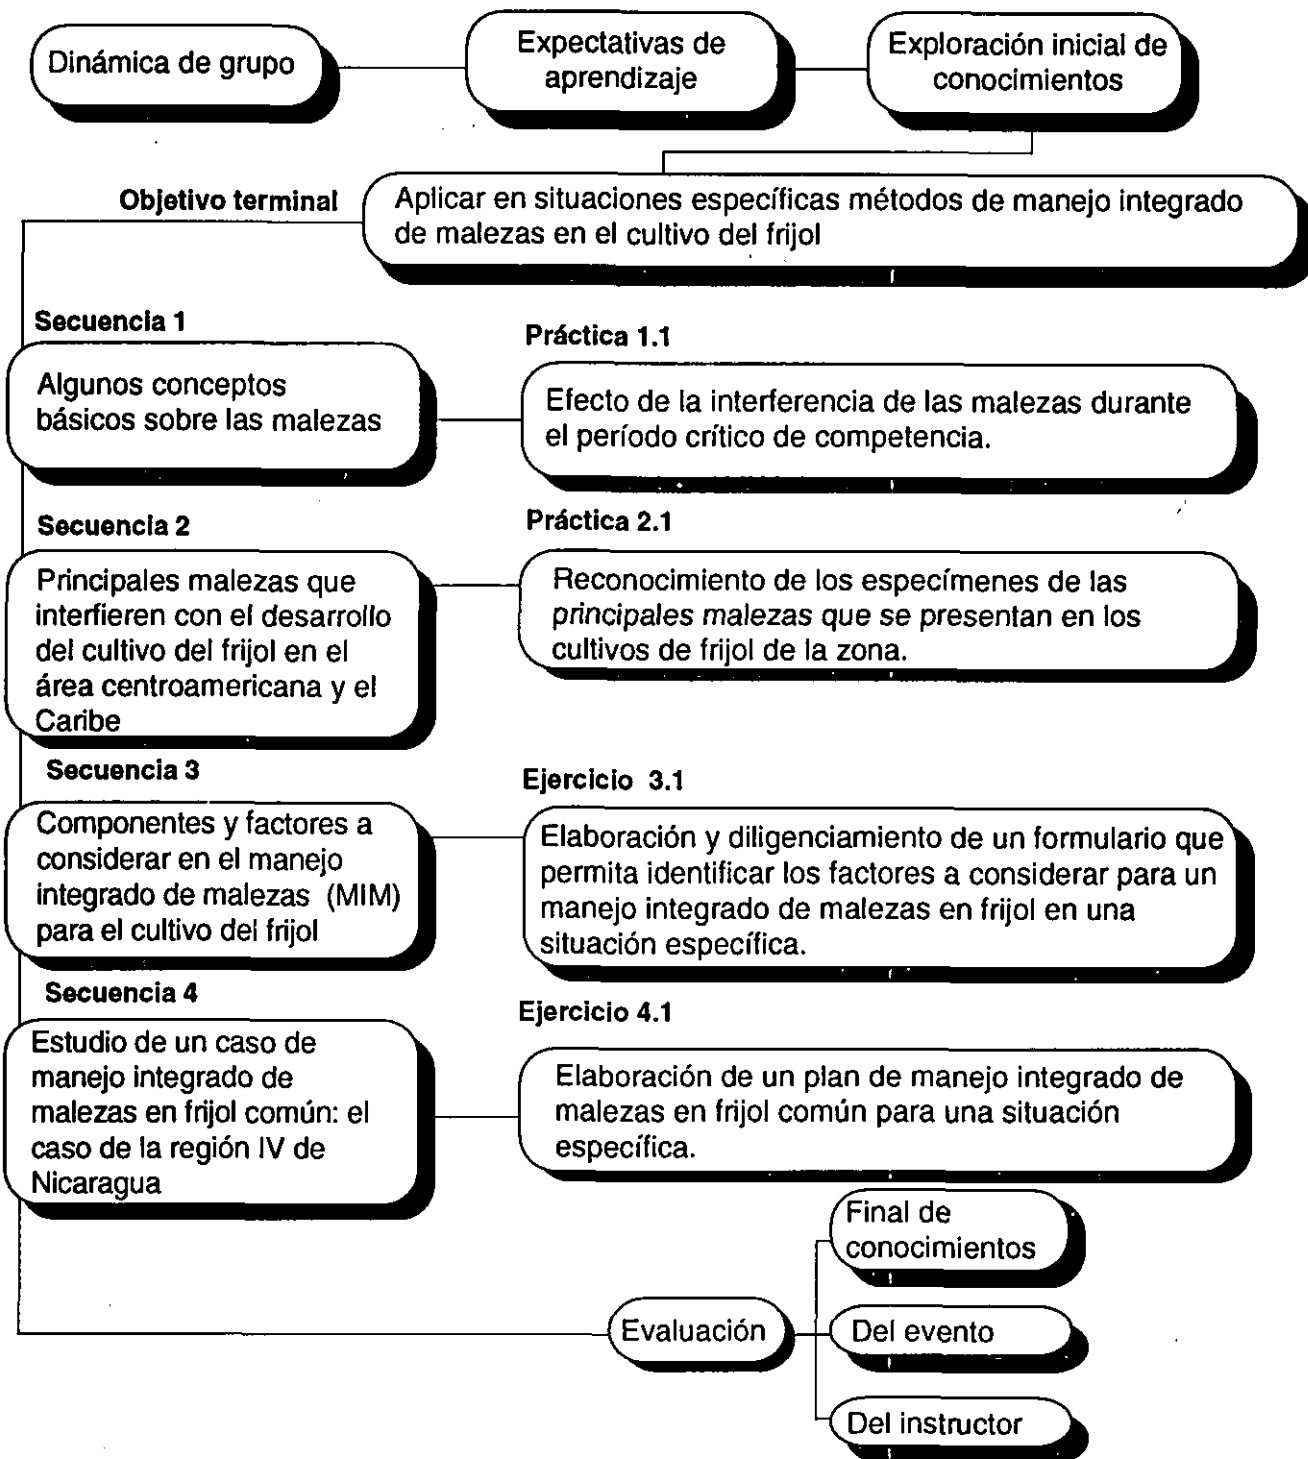 Dinámica de grupo
Expectativas de
aprendizaje
Exploración inicial de
conocimientos
Objetivo terminal
Aplicar en situaciones específicas métodos de manejo integrado
de malezas en el cultivo del frijol
Secuencia 1
Algunos conceptos
básicos sobre las malezas
Práctica 1.1
Efecto de la interferencia de las malezas durante
el período crítico de competencia.
Secuencia 2
Principales malezas que
interfieren con el desarrollo
del cultivo del frijol en el
área centroamericana y el
Caribe
Práctica 2.1
Reconocimiento de los especímenes de las
principales malezas que se presentan en los
cultivos de frijol de la zona.
Secuencia 3
Componentes y factores a
considerar en el manejo
integrado de malezas (MIM)
para el cultivo del frijol
Ejercicio 3.1
Elaboración y diligenciamiento de un formulario que
permita identificar los factores a considerar para un
manejo integrado de malezas en frijol en una
situación específica.
Secuencia 4
Estudio de un caso de
manejo integrado de
malezas en frijol común: el
caso de la región IV de
Nicaragua
Ejercicio 4.1
Elaboración de un plan de manejo integrado de
malezas en frijol común para una situación
específica.
Evaluación
Final de
conocimientos
Del evento
Del instructor